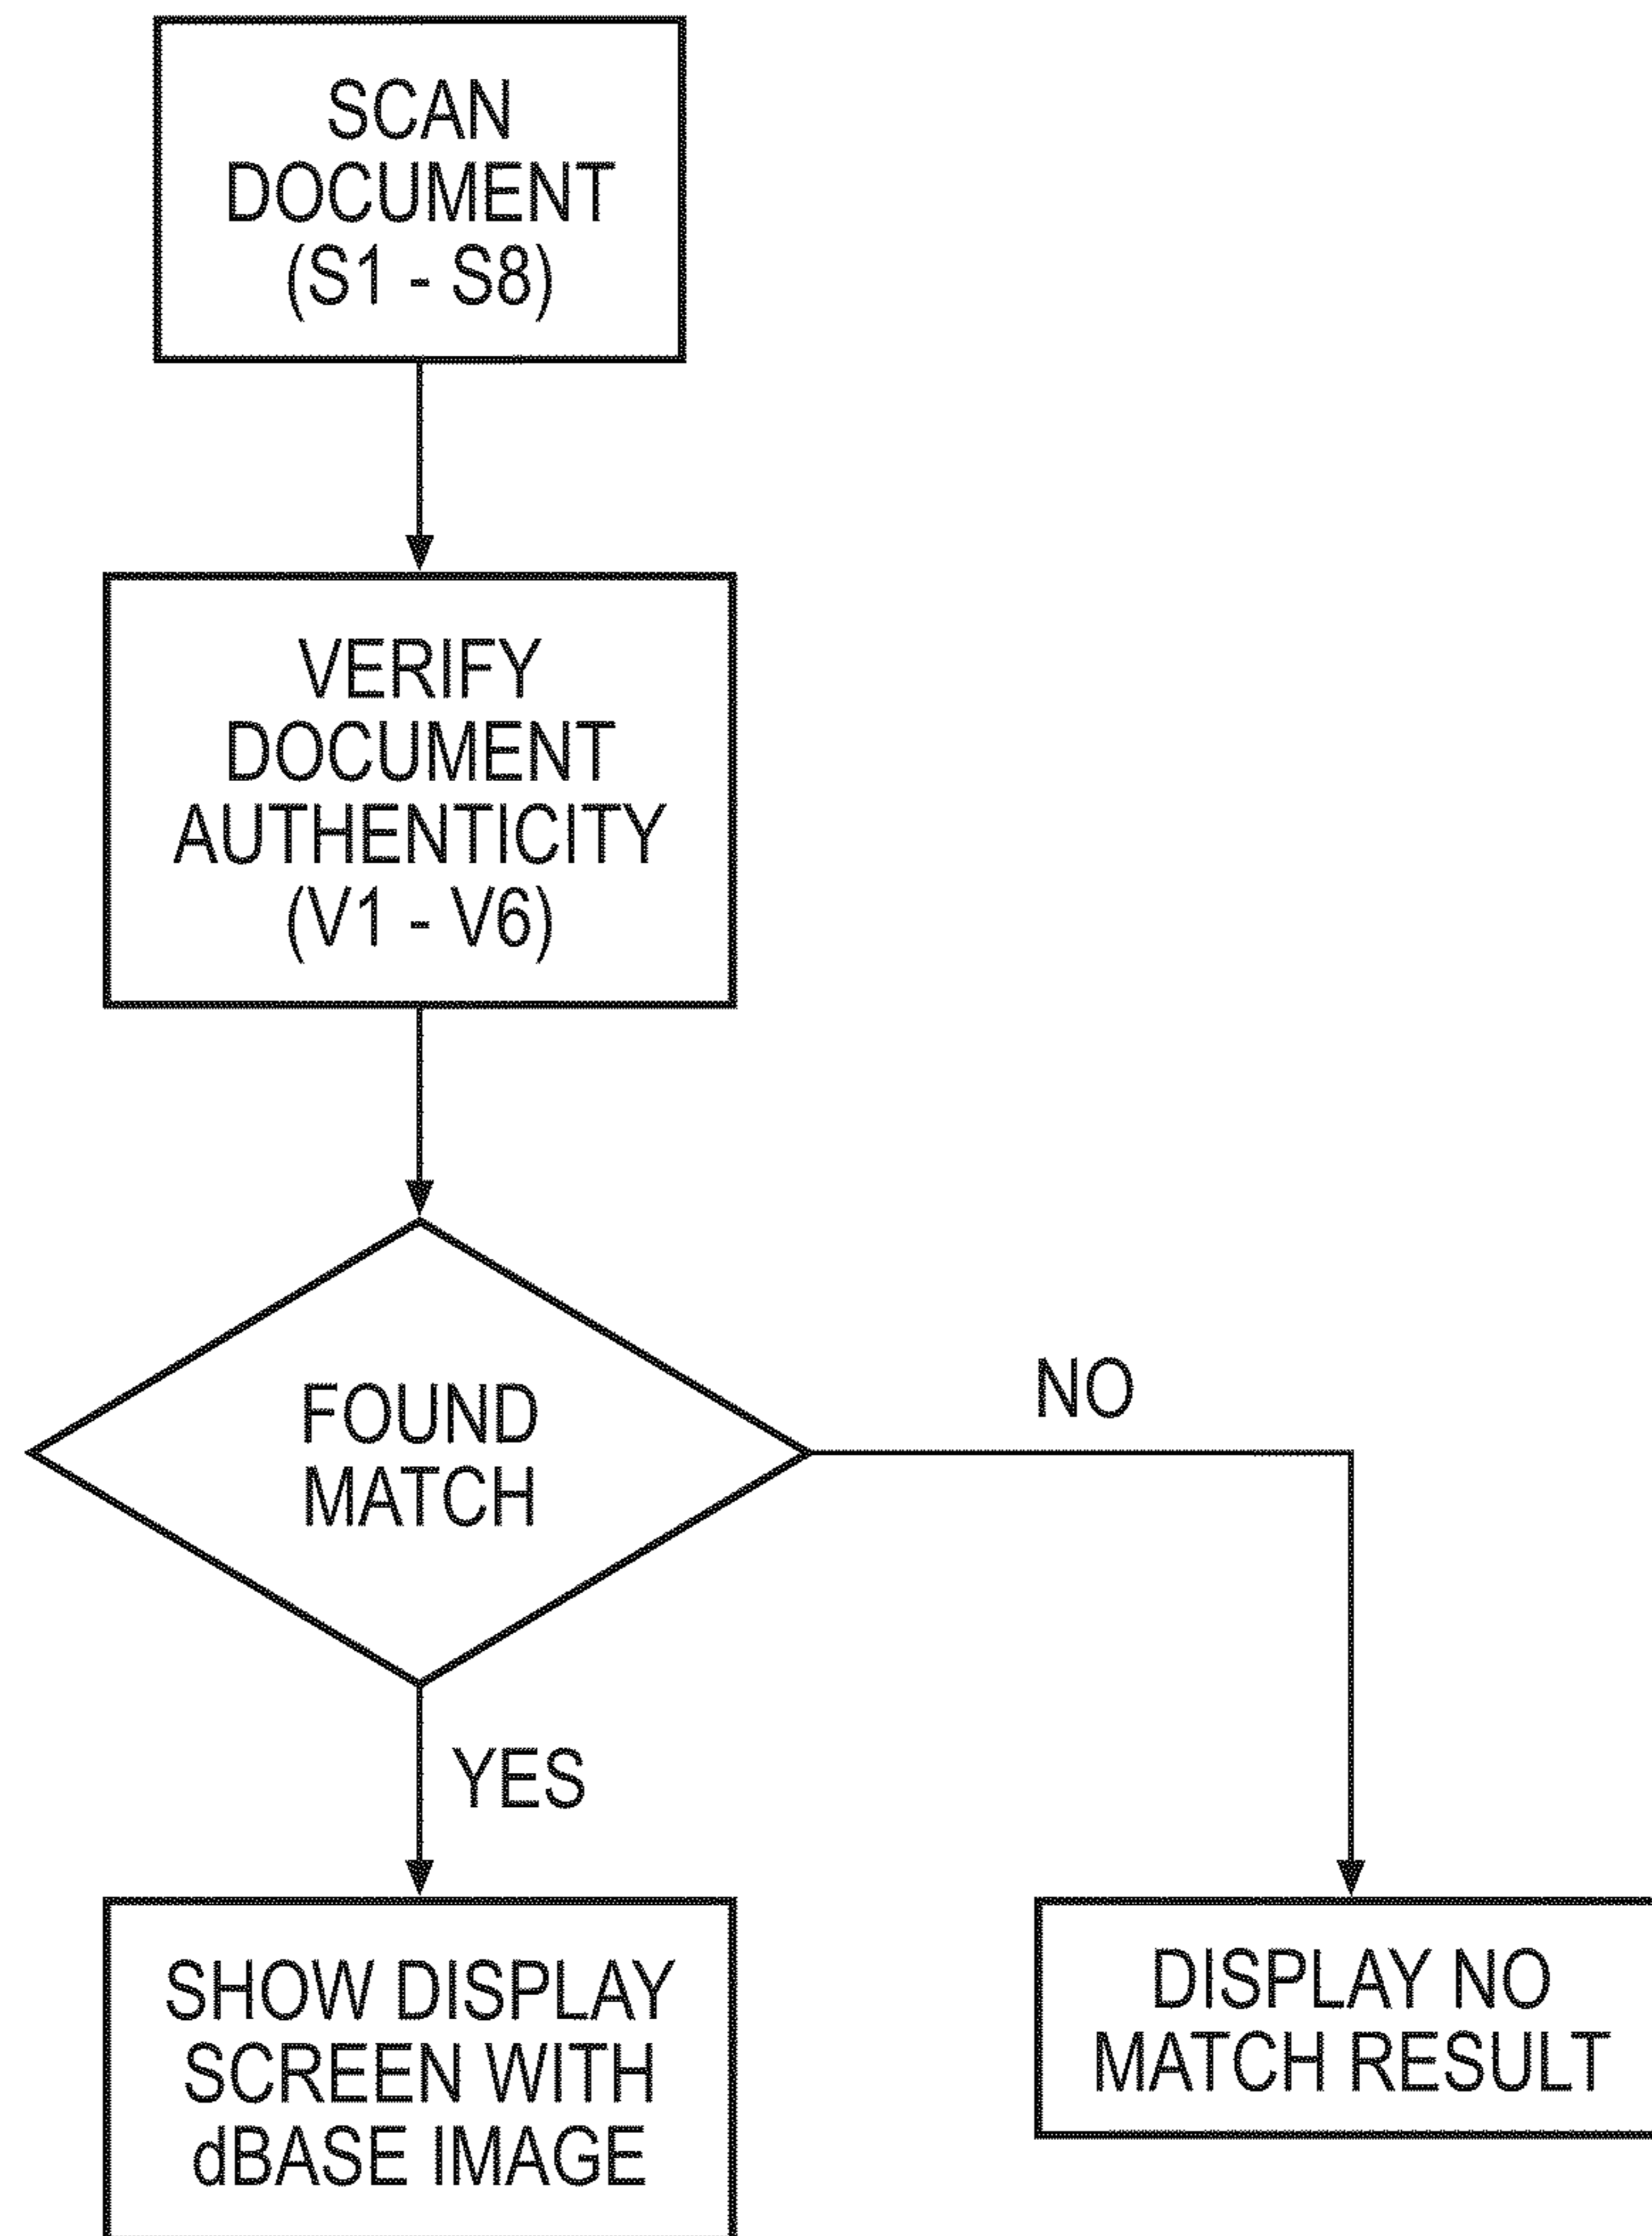 SCAN
DOCUMENT
(S1 - S8)
VERIFY
DOCUMENT
AUTHENTICITY
(V1 - V6)
FOUND
MATCH
NO
YES
SHOW DISPLAY
SCREEN WITH
dBASE IMAGE
DISPLAY NO
MATCH RESULT